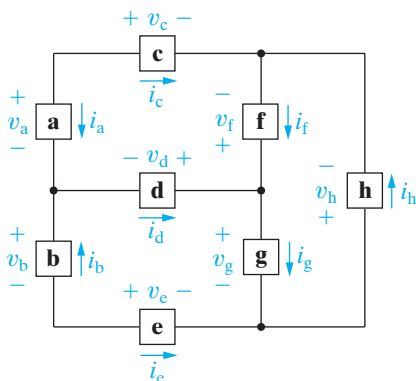 + v_c −
c
i_c
+
v_a
−
a
i_a
−
v_f
+
f
i_f
− v_d +
d
i_d
−
v_h
+
h
i_h
+
v_b
−
b
i_b
+
v_g
−
g
i_g
+ v_e −
e
i_e